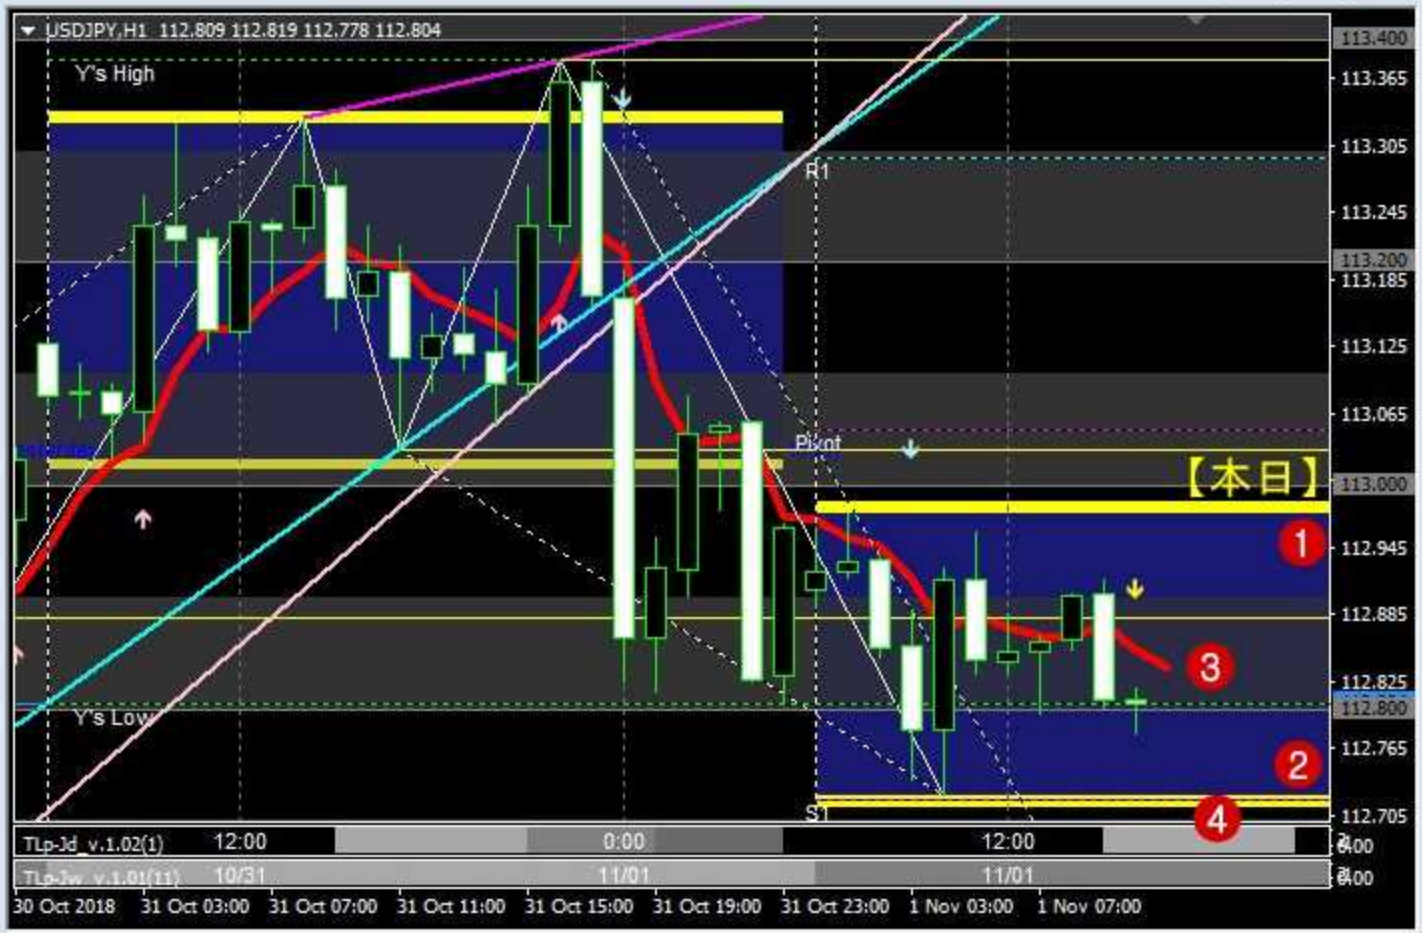 USDJPY,H1 112.809 112.819 112.778 112.804
113.400
Y's High
113.365
113.305
R1
113.245
113.200
113.185
113.125
113.065
Pivot
【本日】
113.000
1
112.945
112.885
3
112.825
Y's Low
112.800
2
112.765
S1
4
112.705
TLp-Jd_v.1.02(1)
12:00
0:00
12:00
TLp-Jw_v.1.01(11)
10/31
11/01
11/01
30 Oct 2018
31 Oct 03:00
31 Oct 07:00
31 Oct 11:00
31 Oct 15:00
31 Oct 19:00
31 Oct 23:00
1 Nov 03:00
1 Nov 07:00